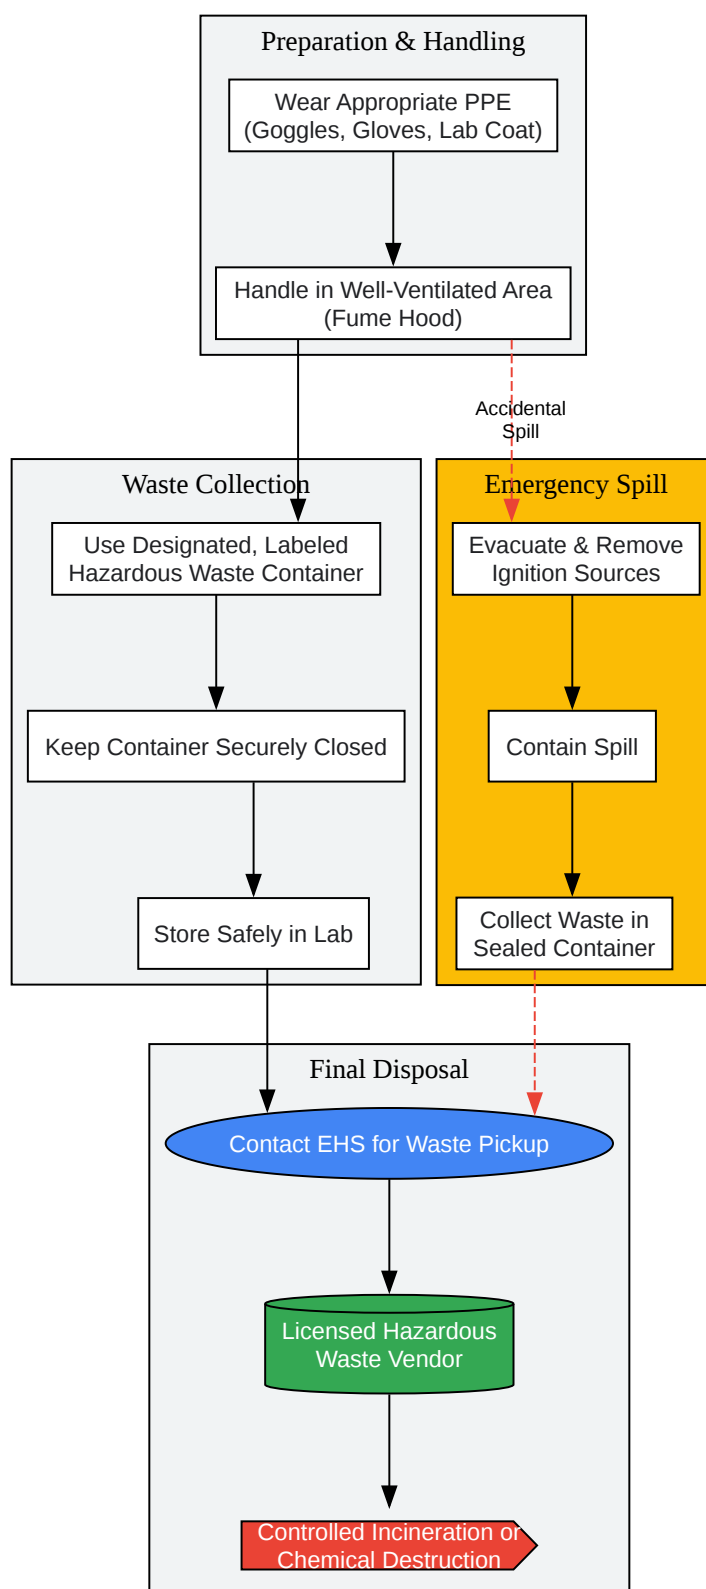 Preparation & Handling
Wear Appropriate PPE
(Goggles, Gloves, Lab Coat)
Handle in Well-Ventilated Area
(Fume Hood)
Accidental
Spill
Waste Collection
Use Designated, Labeled
Hazardous Waste Container
Keep Container Securely Closed
Store Safely in Lab
Emergency Spill
Evacuate & Remove
Ignition Sources
Contain Spill
Collect Waste in
Sealed Container
Final Disposal
Contact EHS for Waste Pickup
Licensed Hazardous
Waste Vendor
Controlled Incineration or
Chemical Destruction